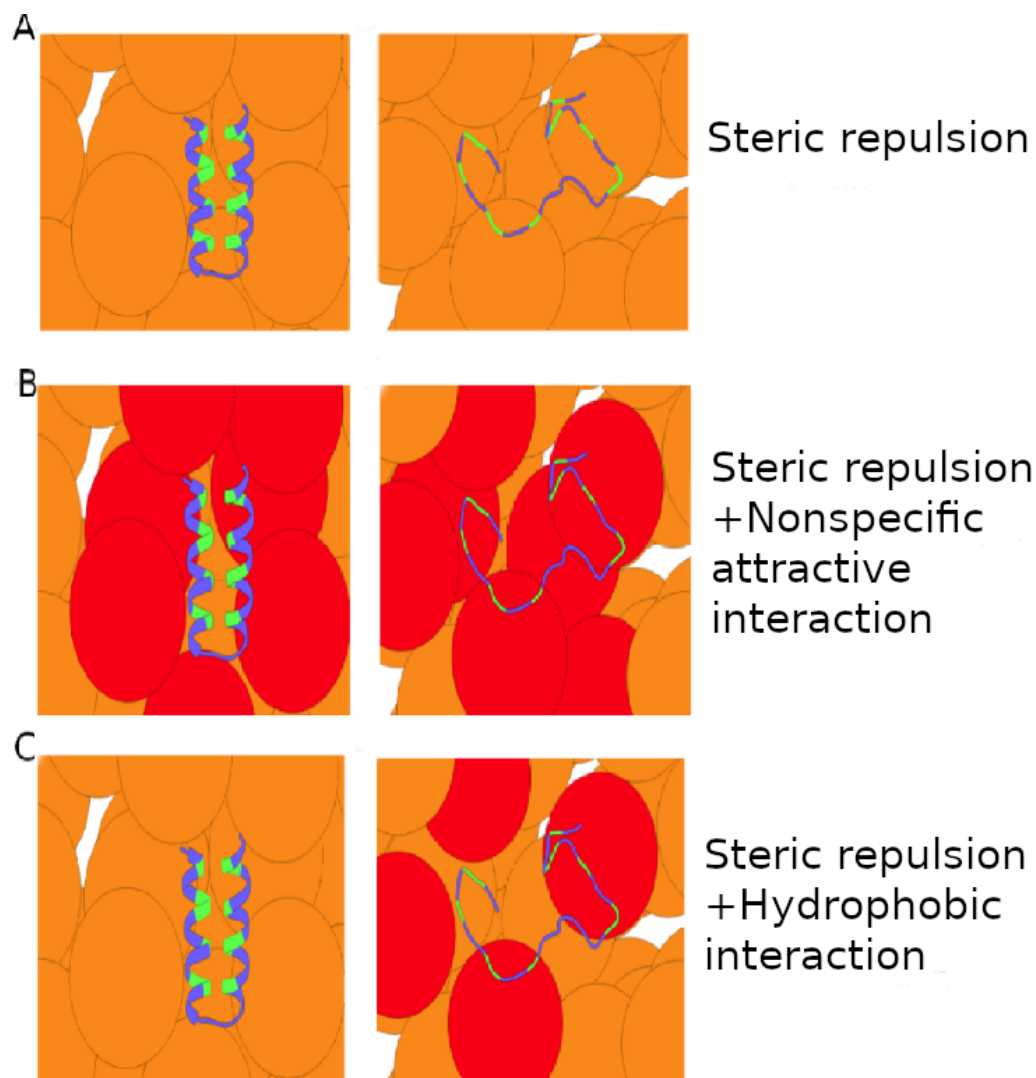 A
Steric repulsion
B
Steric repulsion
+Nonspecific
attractive
interaction
C
Steric repulsion
+Hydrophobic
interaction